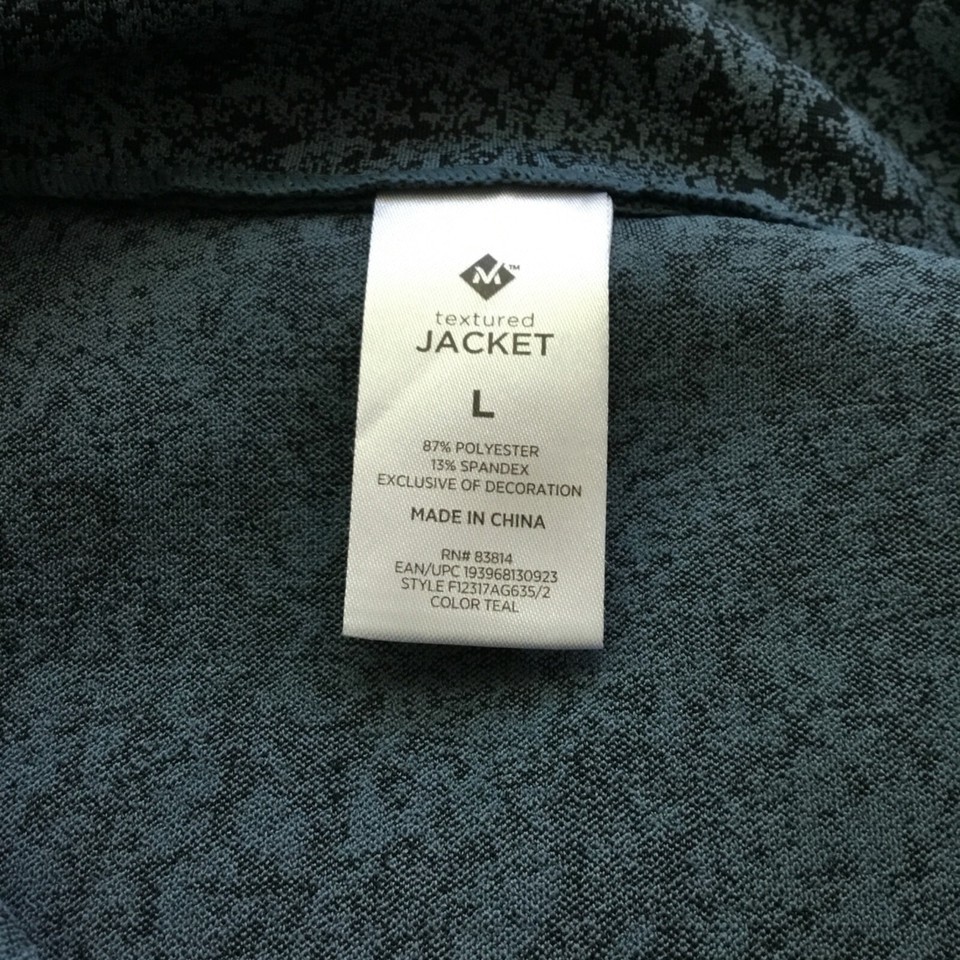 M™
textured
JACKET
L
87% POLYESTER
13% SPANDEX
EXCLUSIVE OF DECORATION
MADE IN CHINA
RN# 83814
EAN/UPC 193968130923
STYLE F12317AG635/2
COLOR TEAL